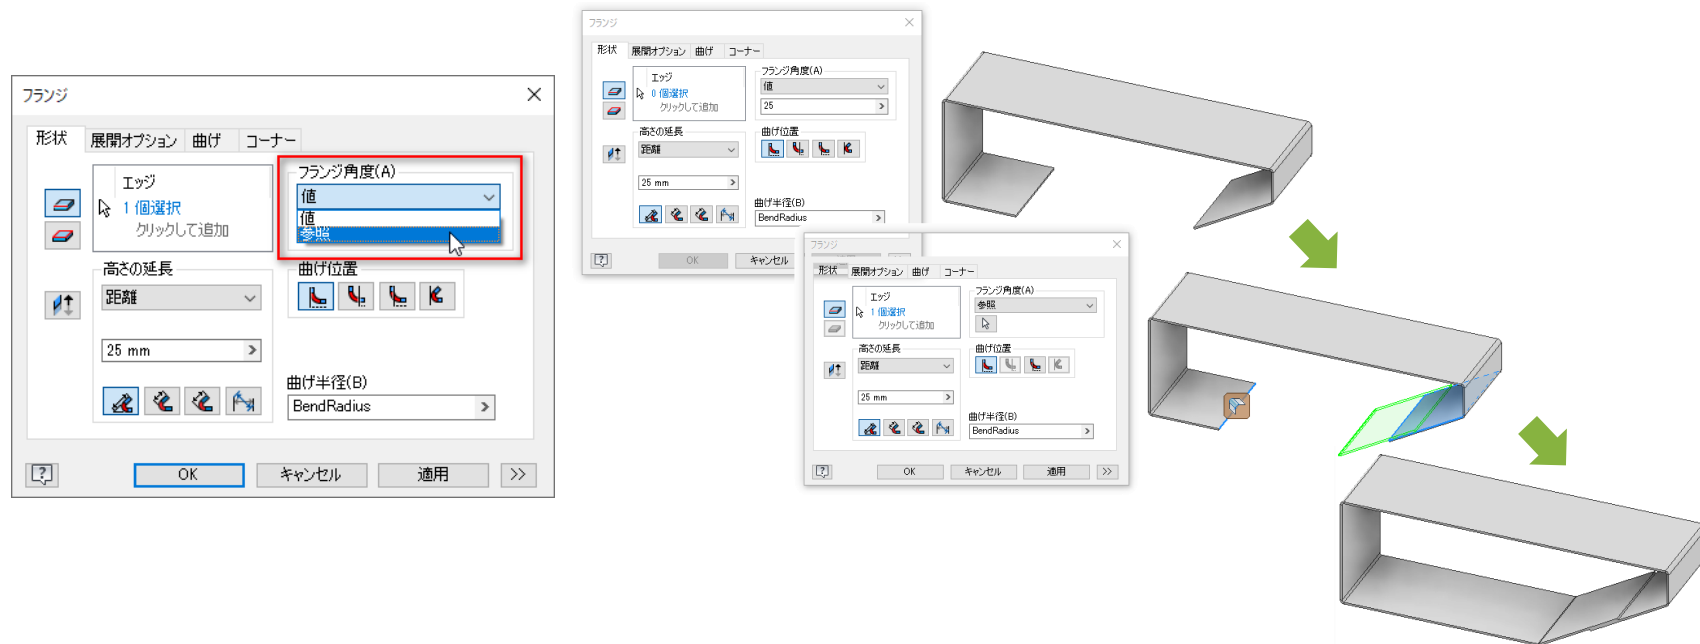 フランジ
形状 展開オプション 曲げ コーナー
エッジ
1 個選択
クリックして追加
フランジ角度(A)
値
値
参照
高さの延長
距離
25 mm
曲げ位置
曲げ半径(B)
BendRadius
OK キャンセル 適用 >>
フランジ
形状 展開オプション 曲げ コーナー
エッジ
0 個選択
クリックして追加
フランジ角度(A)
値
25
高さの延長
距離
25 mm
曲げ位置
曲げ半径(B)
BendRadius
OK キャンセル
フランジ
形状 展開オプション 曲げ コーナー
エッジ
1 個選択
クリックして追加
フランジ角度(A)
参照
高さの延長
距離
25 mm
曲げ位置
曲げ半径(B)
BendRadius
OK キャンセル 適用 >>